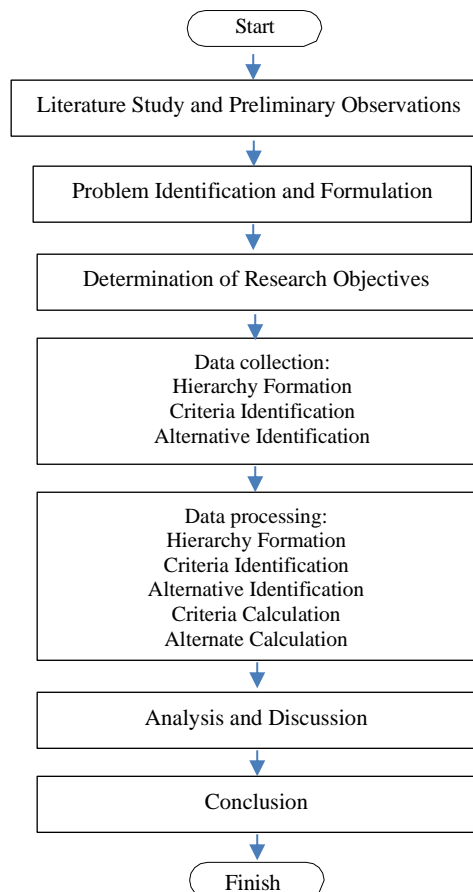 Start
Literature Study and Preliminary Observations
Problem Identification and Formulation
Determination of Research Objectives
Data collection:
Hierarchy Formation
Criteria Identification
Alternative Identification
Data processing:
Hierarchy Formation
Criteria Identification
Alternative Identification
Criteria Calculation
Alternate Calculation
Analysis and Discussion
Conclusion
Finish